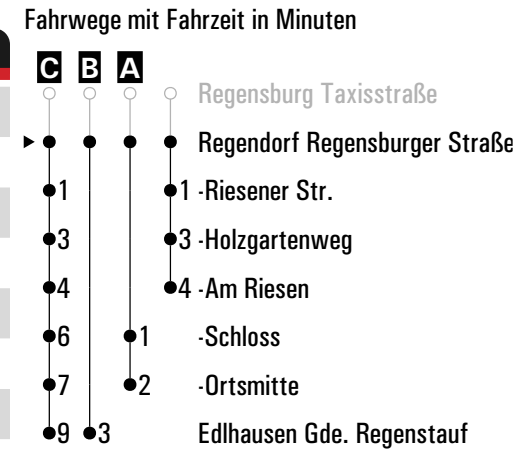 Fahrwege mit Fahrzeit in Minuten
C B A
Regensburg Taxisstraße
Regendorf Regensburger Straße
1 1 -Riesener Str.
3 3 -Holzgartenweg
4 4 -Am Riesen
6 1 -Schloss
7 2 -Ortsmitte
9 3 Edlhausen Gde. Regenstauf